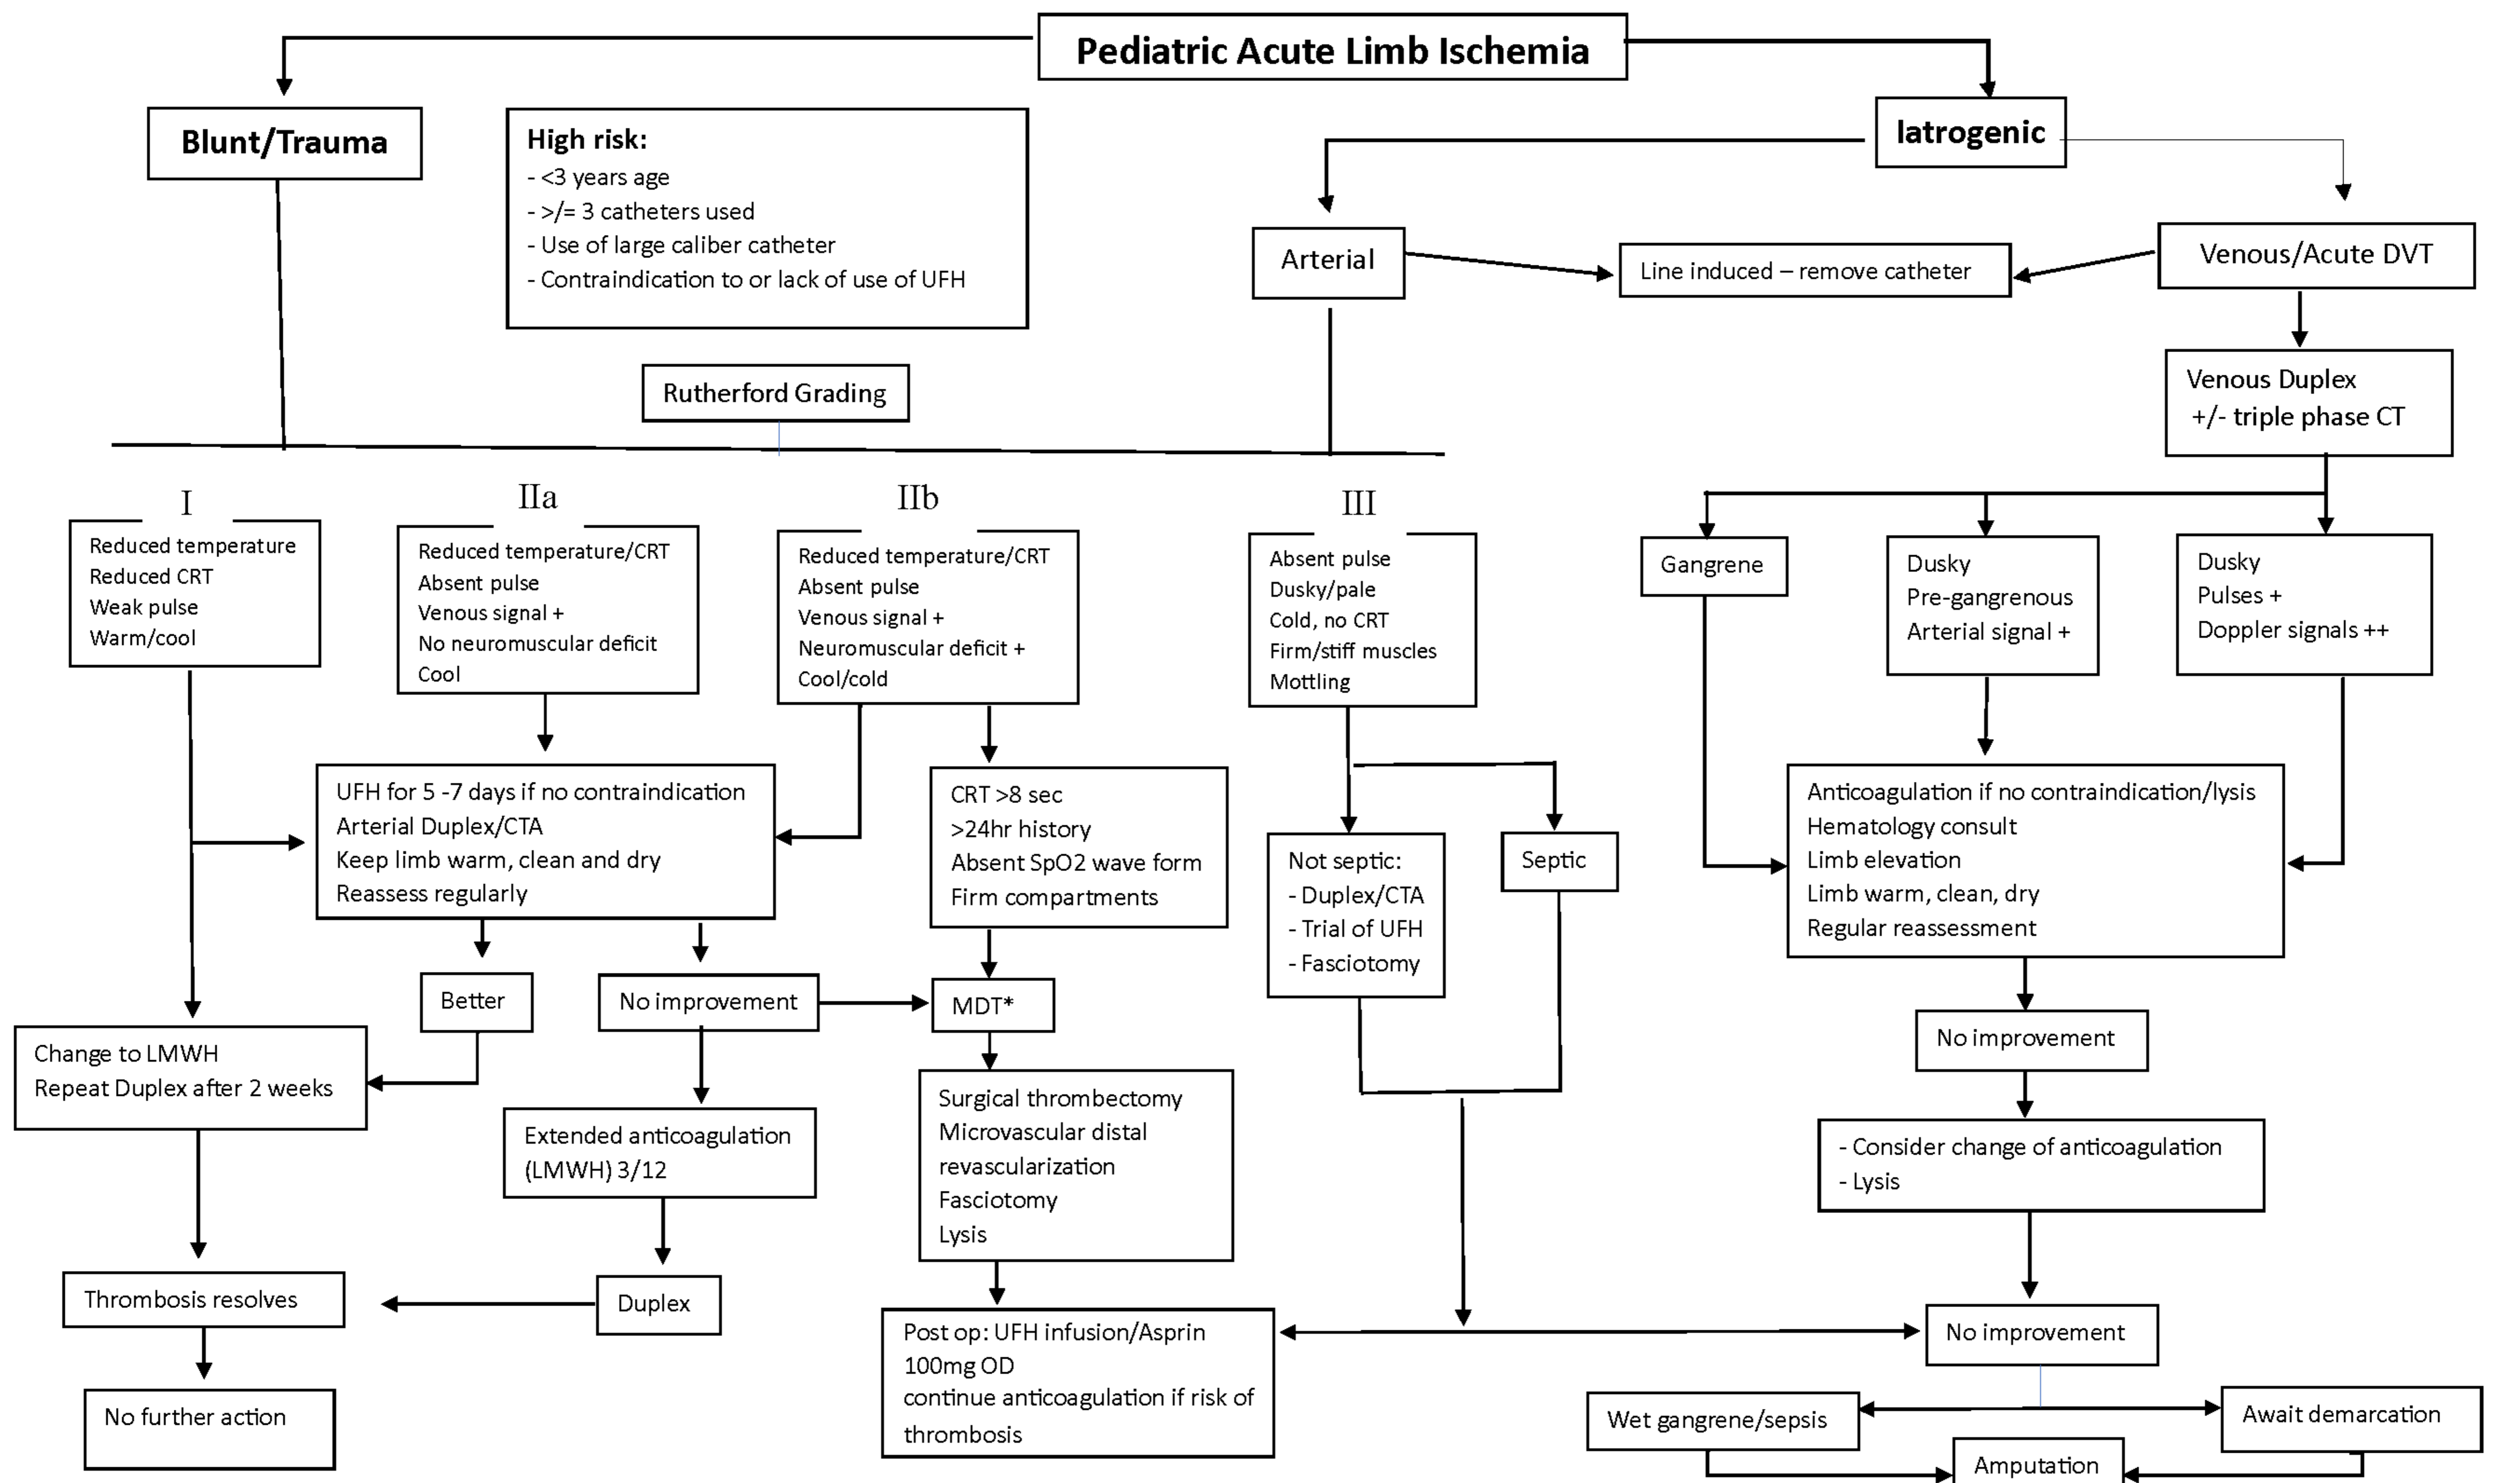 Pediatric Acute Limb Ischemia
Blunt/Trauma
High risk:
- <3 years age
- >/= 3 catheters used
- Use of large caliber catheter
- Contraindication to or lack of use of UFH
Iatrogenic
Arterial
Line induced – remove catheter
Venous/Acute DVT
Venous Duplex
+/- triple phase CT
Rutherford Grading
I
Reduced temperature
Reduced CRT
Weak pulse
Warm/cool
IIa
Reduced temperature/CRT
Absent pulse
Venous signal +
No neuromuscular deficit
Cool
IIb
Reduced temperature/CRT
Absent pulse
Venous signal +
Neuromuscular deficit +
Cool/cold
III
Absent pulse
Dusky/pale
Cold, no CRT
Firm/stiff muscles
Mottling
Gangrene
Dusky
Pre-gangrenous
Arterial signal +
Dusky
Pulses +
Doppler signals ++
UFH for 5 -7 days if no contraindication
Arterial Duplex/CTA
Keep limb warm, clean and dry
Reassess regularly
CRT >8 sec
>24hr history
Absent SpO2 wave form
Firm compartments
Not septic:
- Duplex/CTA
- Trial of UFH
- Fasciotomy
Septic
Anticoagulation if no contraindication/lysis
Hematology consult
Limb elevation
Limb warm, clean, dry
Regular reassessment
Better
No improvement
MDT*
No improvement
Change to LMWH
Repeat Duplex after 2 weeks
Extended anticoagulation
(LMWH) 3/12
Surgical thrombectomy
Microvascular distal
revascularization
Fasciotomy
Lysis
- Consider change of anticoagulation
- Lysis
Thrombosis resolves
Duplex
Post op: UFH infusion/Asprin
100mg OD
continue anticoagulation if risk of
thrombosis
No improvement
No further action
Wet gangrene/sepsis
Await demarcation
Amputation